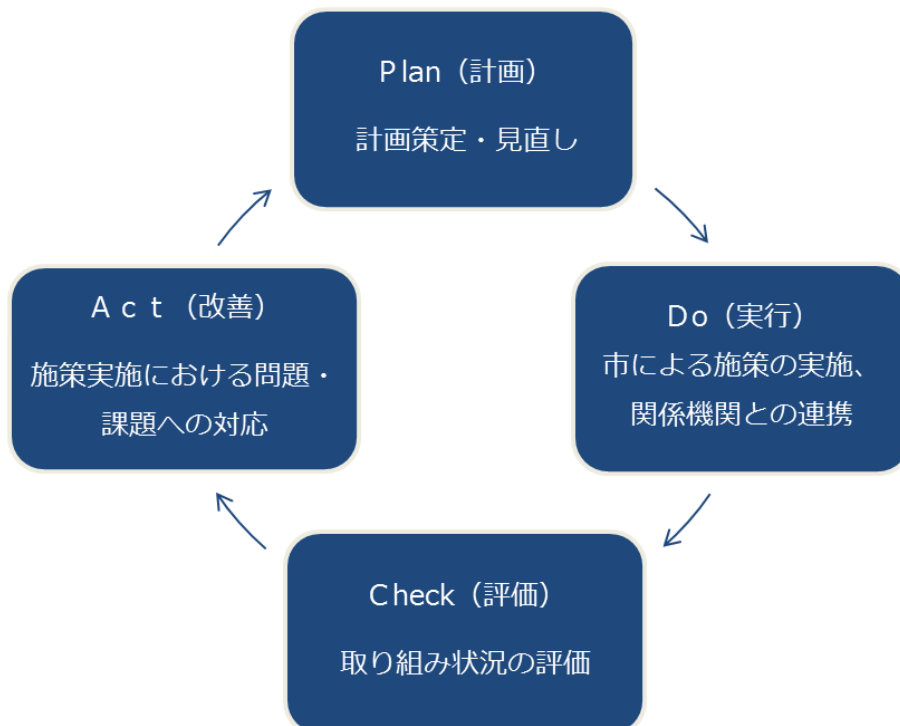 Plan（計画）
計画策定・見直し
Do（実行）
市による施策の実施、
関係機関との連携
Check（評価）
取り組み状況の評価
Ａｃｔ（改善）
施策実施における問題・
課題への対応